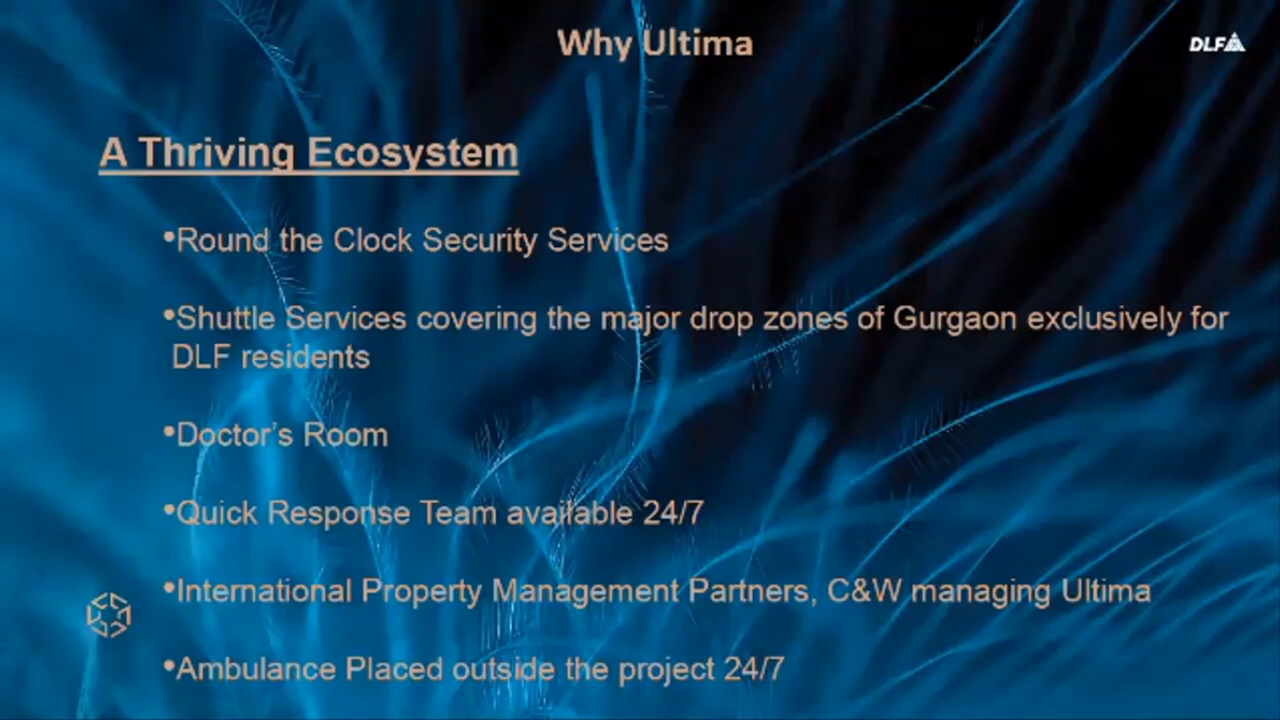 Why Ultima
DLF
A Thriving Ecosystem
•Round the Clock Security Services
•Shuttle Services covering the major drop zones of Gurgaon exclusively for
DLF residents
•Doctor's Room
•Quick Response Team available 24/7
•International Property Management Partners, C&W managing Ultima
•Ambulance Placed outside the project 24/7